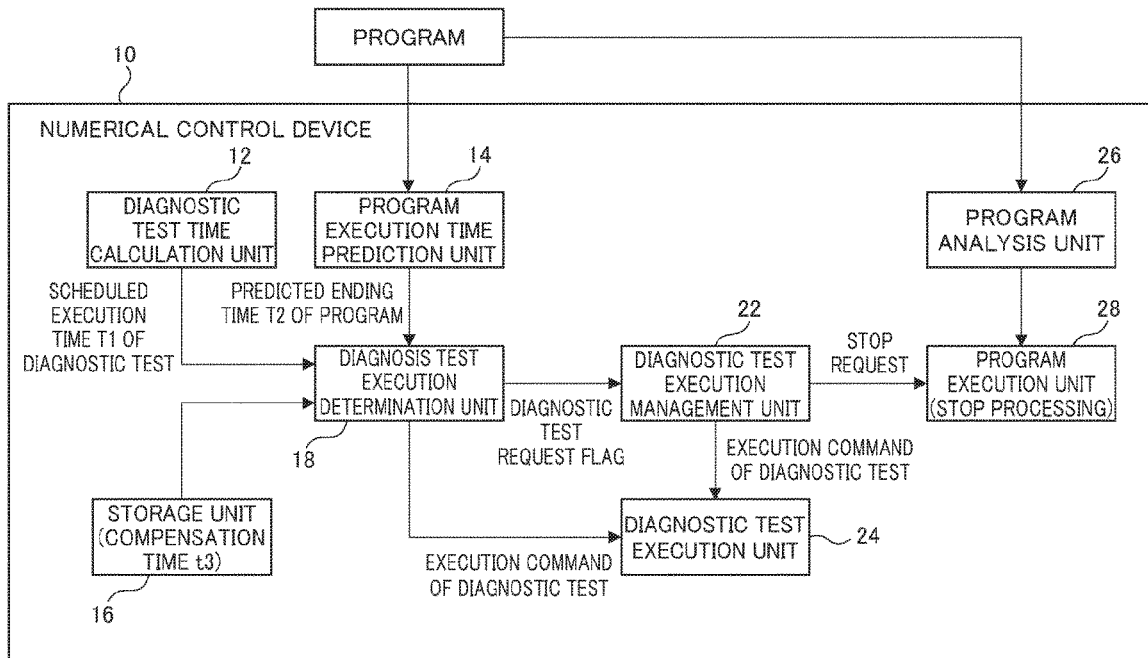 PROGRAM
10
NUMERICAL CONTROL DEVICE
12
DIAGNOSTIC
TEST TIME
CALCULATION UNIT
14
PROGRAM
EXECUTION TIME
PREDICTION UNIT
26
PROGRAM
ANALYSIS UNIT
SCHEDULED
EXECUTION
TIME T1 OF
DIAGNOSTIC TEST
PREDICTED ENDING
TIME T2 OF PROGRAM
DIAGNOSIS TEST
EXECUTION
DETERMINATION UNIT
18
DIAGNOSTIC
TEST
REQUEST FLAG
22
DIAGNOSTIC TEST
EXECUTION
MANAGEMENT UNIT
STOP
REQUEST
28
PROGRAM
EXECUTION UNIT
(STOP PROCESSING)
EXECUTION COMMAND
OF DIAGNOSTIC TEST
STORAGE UNIT
(COMPENSATION
TIME t3)
16
EXECUTION COMMAND
OF DIAGNOSTIC TEST
DIAGNOSTIC TEST
EXECUTION UNIT
24